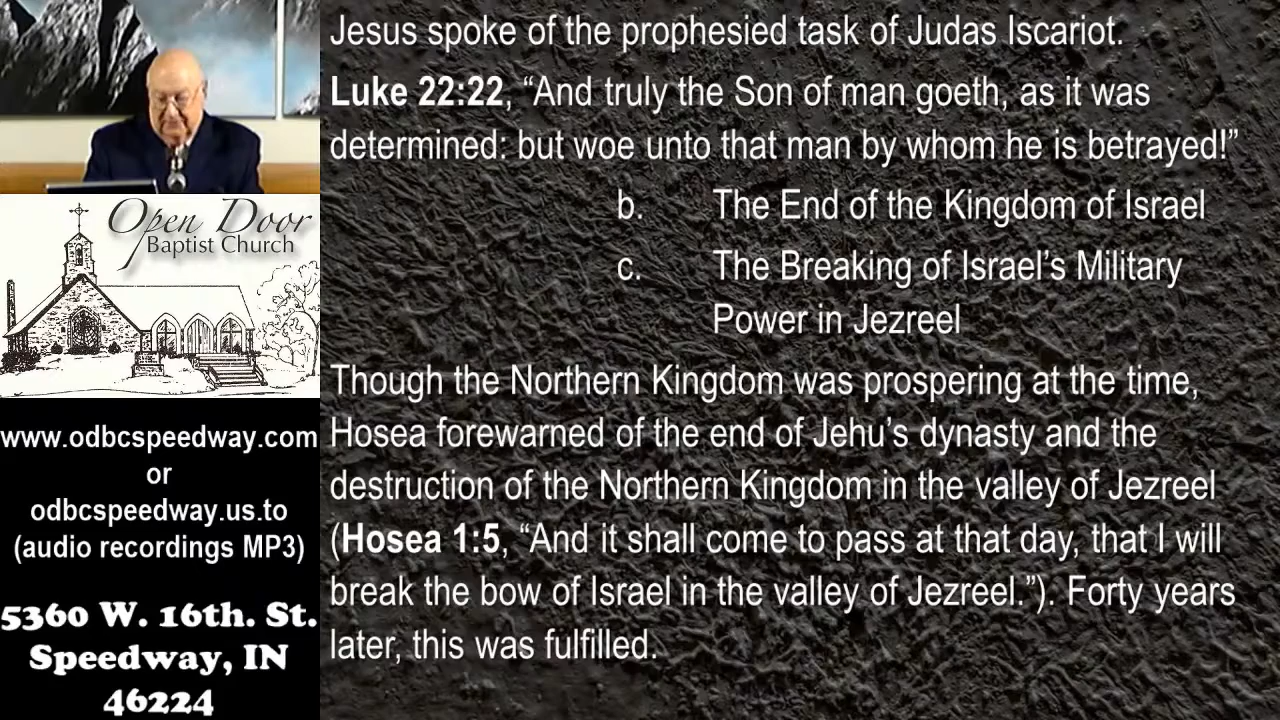 Jesus spoke of the prophesied task of Judas Iscariot.
Luke 22:22, “And truly the Son of man goeth, as it was
determined: but woe unto that man by whom he is betrayed!”
b. The End of the Kingdom of Israel
c. The Breaking of Israel’s Military
Power in Jezreel
Though the Northern Kingdom was prospering at the time,
Hosea forewarned of the end of Jehu’s dynasty and the
destruction of the Northern Kingdom in the valley of Jezreel
(Hosea 1:5, “And it shall come to pass at that day, that I will
break the bow of Israel in the valley of Jezreel.”). Forty years
later, this was fulfilled.
Open Door
Baptist Church
www.odbcspeedway.com
or
odbcspeedway.us.to
(audio recordings MP3)
5360 W. 16th. St.
Speedway, IN
46224